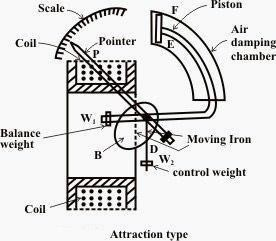 Scale
Coil
Pointer
P
F
Piston
E
Air
damping
chamber
W1
Balance
weight
B
D
Moving Iron
W2
control weight
Coil
Attraction type